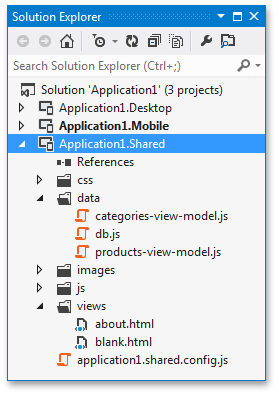 Solution Explorer
Search Solution Explorer (Ctrl+;)
Solution 'Application1' (3 projects)
Application1.Desktop
Application1.Mobile
Application1.Shared
References
css
data
categories-view-model.js
db.js
products-view-model.js
images
js
views
about.html
blank.html
application1.shared.config.js